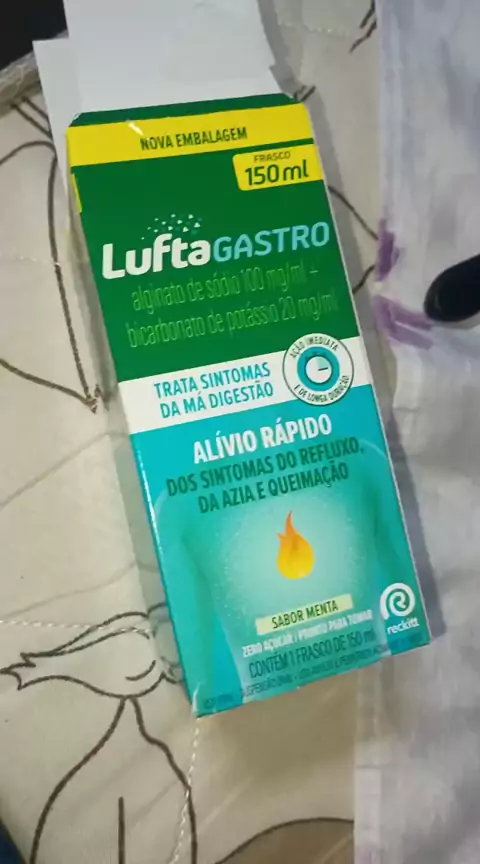 NOVA EMBALAGEM
FRASCO
150 ml
LuftaGASTRO
alginato de sódio 100 mg/ml –
bicarbonato de potássio 20 mg/ml
AÇÃO IMEDIATA
E DE LONGA DURAÇÃO
TRATA SINTOMAS
DA MÁ DIGESTÃO
ALÍVIO RÁPIDO
DOS SINTOMAS DO REFLUXO,
DA AZIA E QUEIMAÇÃO
SABOR MENTA
ZERO AÇÚCAR | PRONTO PARA TOMAR
CONTÉM 1 FRASCO DE 150 ml
reckitt